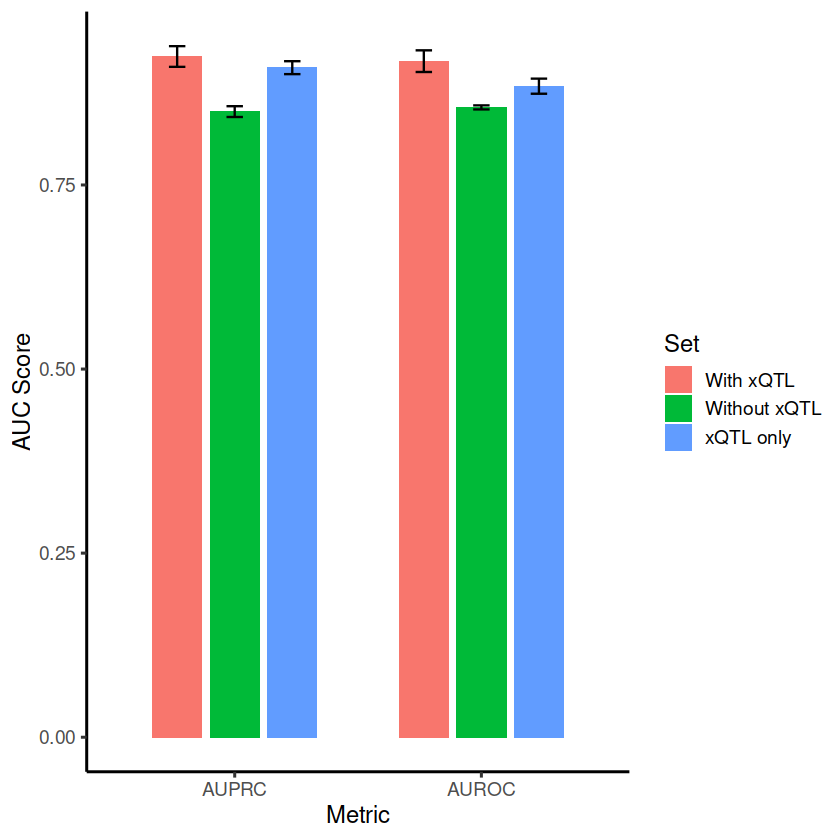 AUC Score
0.75
0.50
0.25
0.00
AUPRC
AUROC
Metric
Set
With xQTL
Without xQTL
xQTL only